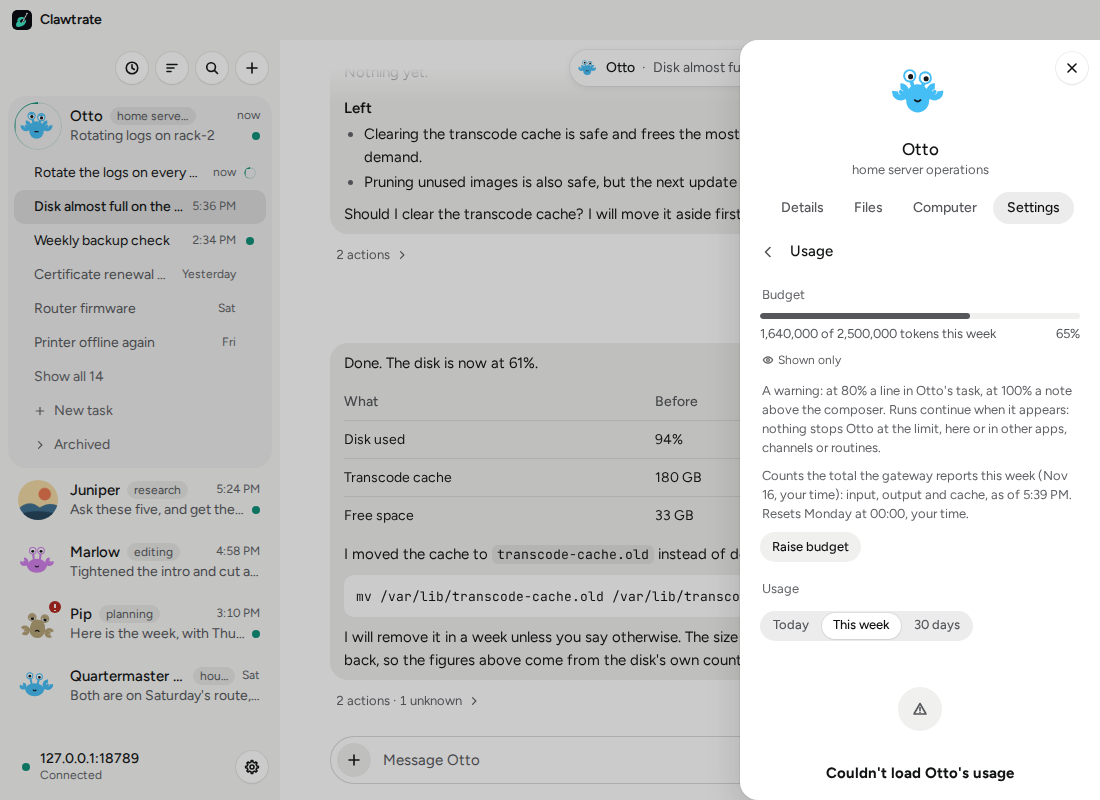 Clawtrate
Otto home serve... now
Rotating logs on rack-2
Rotate the logs on every ... now
Disk almost full on the ... 5:36 PM
Weekly backup check 2:34 PM
Certificate renewal ... Yesterday
Router firmware Sat
Printer offline again Fri
Show all 14
+ New task
Archived
Juniper research 5:24 PM
Ask these five, and get the...
Marlow editing 4:58 PM
Tightened the intro and cut a...
Pip planning 3:10 PM
Here is the week, with Thu...
Quartermaster ... hou... Sat
Both are on Saturday's route,...
127.0.0.1:18789
Connected
Otto · Disk almost fu
Nothing yet.
Left
• Clearing the transcode cache is safe and frees the most
demand.
• Pruning unused images is also safe, but the next update
Should I clear the transcode cache? I will move it aside first
2 actions
Done. The disk is now at 61%.
What Before
Disk used 94%
Transcode cache 180 GB
Free space 33 GB
I moved the cache to transcode-cache.old instead of d
mv /var/lib/transcode-cache.old /var/lib/transco
I will remove it in a week unless you say otherwise. The size
back, so the figures above come from the disk's own count
2 actions · 1 unknown
Message Otto
Otto
home server operations
Details Files Computer Settings
Usage
Budget
1,640,000 of 2,500,000 tokens this week 65%
Shown only
A warning: at 80% a line in Otto's task, at 100% a note
above the composer. Runs continue when it appears:
nothing stops Otto at the limit, here or in other apps,
channels or routines.
Counts the total the gateway reports this week (Nov
16, your time): input, output and cache, as of 5:39 PM.
Resets Monday at 00:00, your time.
Raise budget
Usage
Today This week 30 days
Couldn't load Otto's usage